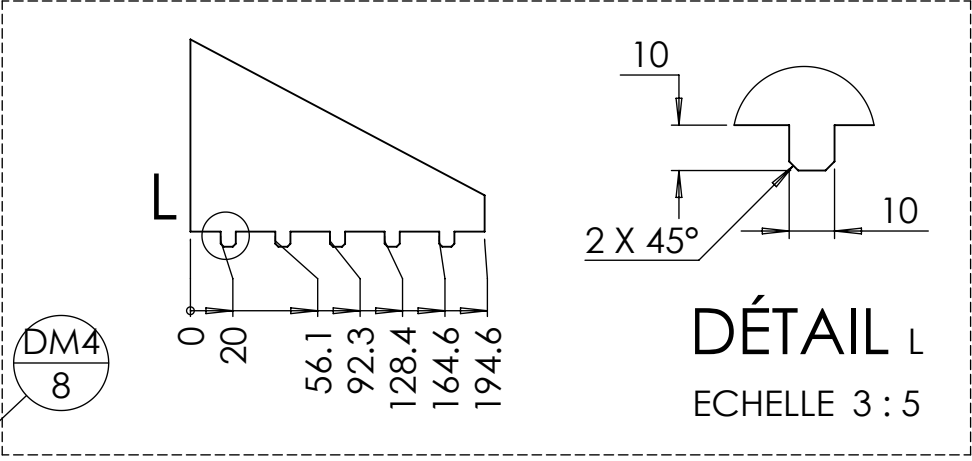 L
0
20
56.1
92.3
128.4
164.6
194.6
DM4
8
10
10
2 X 45°
DÉTAIL L
ECHELLE 3 : 5